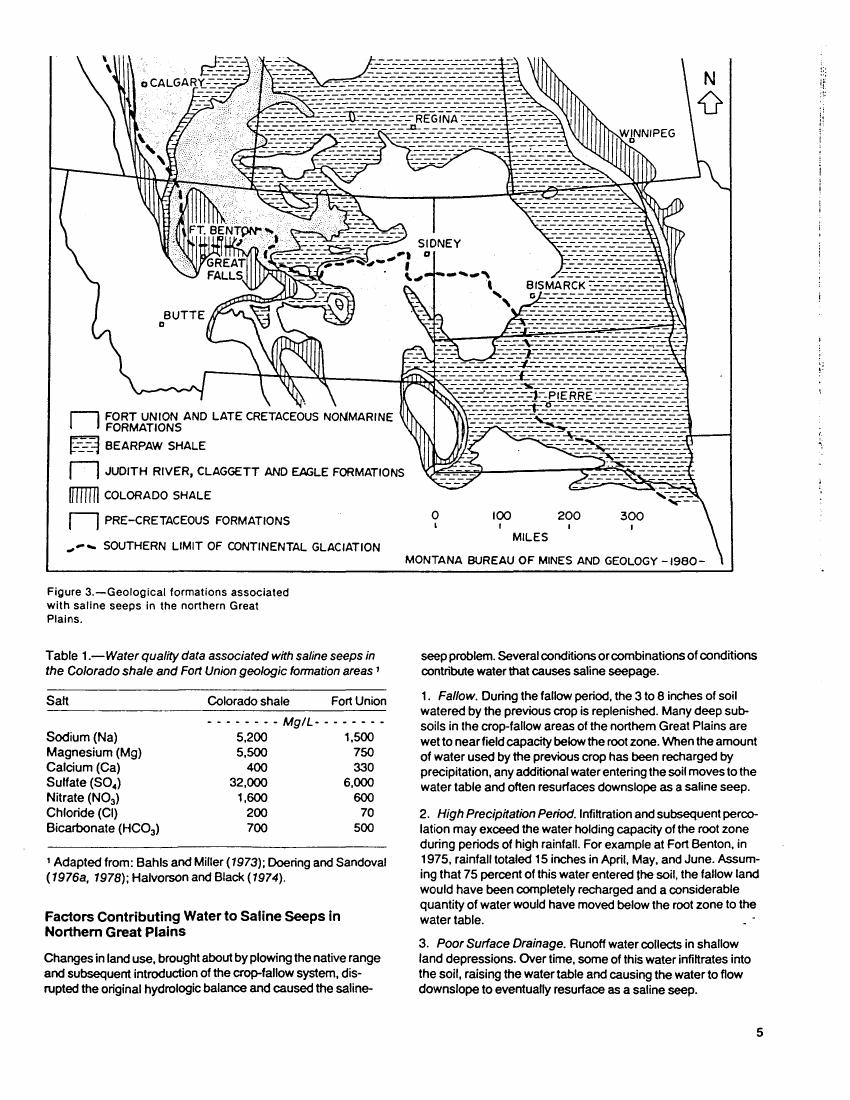 CALGARY
REGINA
N
WINNIPEG
FT. BENTON
SIDNEY
GREAT
FALLS
BISMARCK
BUTTE
PIERRE
FORT UNION AND LATE CRETACEOUS NONMARINE
FORMATIONS
BEARPAW SHALE
JUDITH RIVER, CLAGGETT AND EAGLE FORMATIONS
COLORADO SHALE
PRE-CRETACEOUS FORMATIONS
SOUTHERN LIMIT OF CONTINENTAL GLACIATION
0 100 200 300
MILES
MONTANA BUREAU OF MINES AND GEOLOGY -1980-
Figure 3.—Geological formations associated
with saline seeps in the northern Great
Plains.
Table 1.—Water quality data associated with saline seeps in
the Colorado shale and Fort Union geologic formation areas ¹
Salt Colorado shale Fort Union
- - - - - - - - Mg/L - - - - - - - -
Sodium (Na) 5,200 1,500
Magnesium (Mg) 5,500 750
Calcium (Ca) 400 330
Sulfate (SO₄) 32,000 6,000
Nitrate (NO₃) 1,600 600
Chloride (Cl) 200 70
Bicarbonate (HCO₃) 700 500
¹ Adapted from: Bahls and Miller (1973); Doering and Sandoval
(1976a, 1978); Halvorson and Black (1974).
Factors Contributing Water to Saline Seeps in
Northern Great Plains
Changes in land use, brought about by plowing the native range
and subsequent introduction of the crop-fallow system, dis-
rupted the original hydrologic balance and caused the saline-
seep problem. Several conditions or combinations of conditions
contribute water that causes saline seepage.
1. Fallow. During the fallow period, the 3 to 8 inches of soil
watered by the previous crop is replenished. Many deep sub-
soils in the crop-fallow areas of the northern Great Plains are
wet to near field capacity below the root zone. When the amount
of water used by the previous crop has been recharged by
precipitation, any additional water entering the soil moves to the
water table and often resurfaces downslope as a saline seep.
2. High Precipitation Period. Infiltration and subsequent perco-
lation may exceed the water holding capacity of the root zone
during periods of high rainfall. For example at Fort Benton, in
1975, rainfall totaled 15 inches in April, May, and June. Assum-
ing that 75 percent of this water entered the soil, the fallow land
would have been completely recharged and a considerable
quantity of water would have moved below the root zone to the
water table.
3. Poor Surface Drainage. Runoff water collects in shallow
land depressions. Over time, some of this water infiltrates into
the soil, raising the water table and causing the water to flow
downslope to eventually resurface as a saline seep.
5